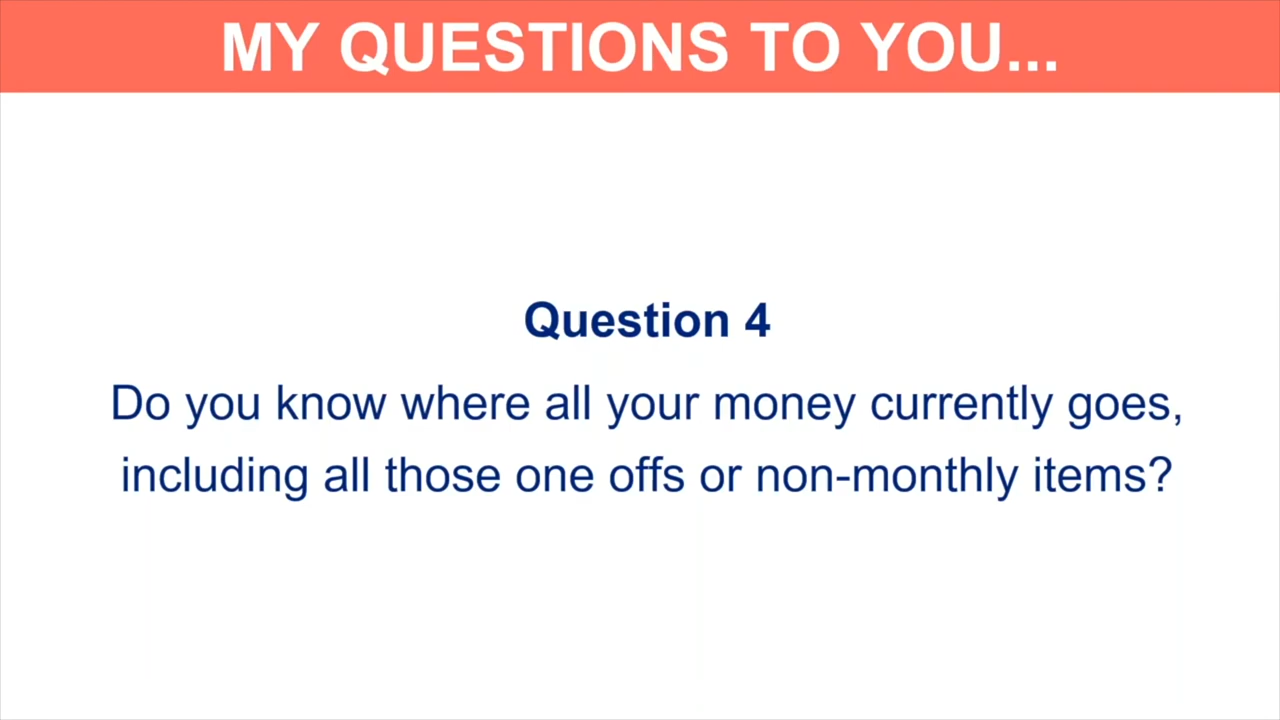 MY QUESTIONS TO YOU...
Question 4
Do you know where all your money currently goes,
including all those one offs or non-monthly items?